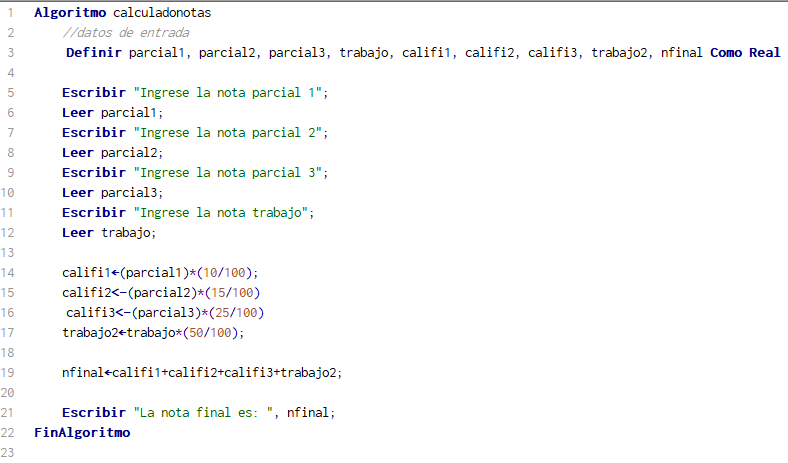 1 Algoritmo calculadonotas
2 //datos de entrada
3 Definir parcial1, parcial2, parcial3, trabajo, califi1, califi2, califi3, trabajo2, nfinal Como Real
4
5 Escribir "Ingrese la nota parcial 1";
6 Leer parcial1;
7 Escribir "Ingrese la nota parcial 2";
8 Leer parcial2;
9 Escribir "Ingrese la nota parcial 3";
10 Leer parcial3;
11 Escribir "Ingrese la nota trabajo";
12 Leer trabajo;
13
14 califi1←(parcial1)*(10/100);
15 califi2<-(parcial2)*(15/100)
16 califi3<-(parcial3)*(25/100)
17 trabajo2←trabajo*(50/100);
18
19 nfinal←califi1+califi2+califi3+trabajo2;
20
21 Escribir "La nota final es: ", nfinal;
22 FinAlgoritmo
23